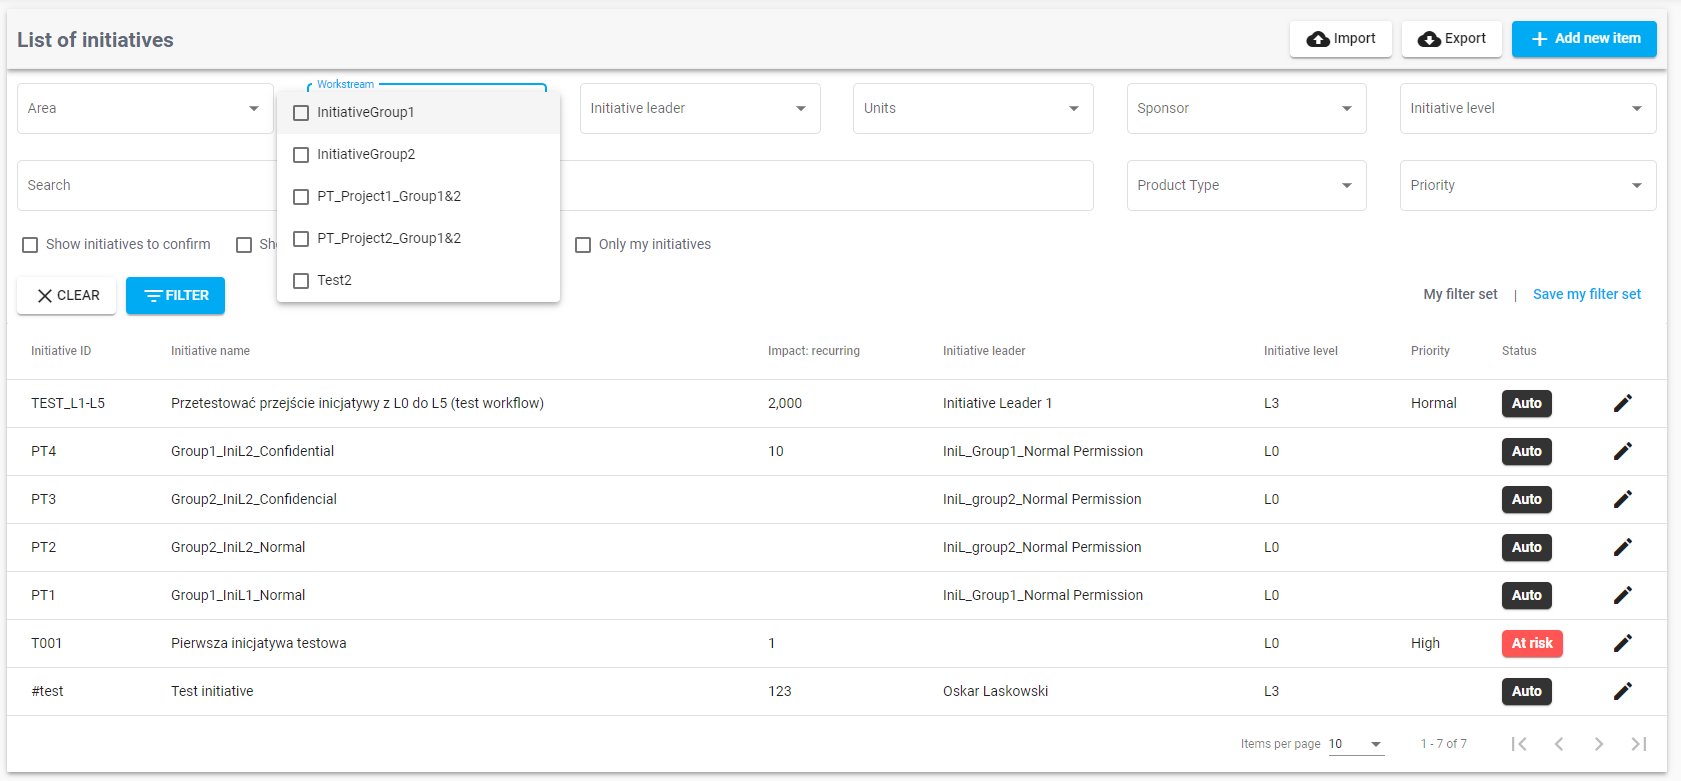 List of initiatives
Import
Export
Add new item
Area
Workstream
Initiative leader
Units
Sponsor
Initiative level
InitiativeGroup1
InitiativeGroup2
PT_Project1_Group1&2
PT_Project2_Group1&2
Test2
Search
Product Type
Priority
Show initiatives to confirm
Only my initiatives
CLEAR
FILTER
My filter set | Save my filter set
Initiative ID Initiative name Impact: recurring Initiative leader Initiative level Priority Status
TEST_L1-L5 Przetestować przejście inicjatywy z L0 do L5 (test workflow) 2,000 Initiative Leader 1 L3 Hormal Auto
PT4 Group1_IniL2_Confidential 10 IniL_Group1_Normal Permission L0 Auto
PT3 Group2_IniL2_Confidencial IniL_group2_Normal Permission L0 Auto
PT2 Group2_IniL2_Normal IniL_group2_Normal Permission L0 Auto
PT1 Group1_IniL1_Normal IniL_Group1_Normal Permission L0 Auto
T001 Pierwsza inicjatywa testowa 1 L0 High At risk
#test Test initiative 123 Oskar Laskowski L3 Auto
Items per page 10 1 - 7 of 7